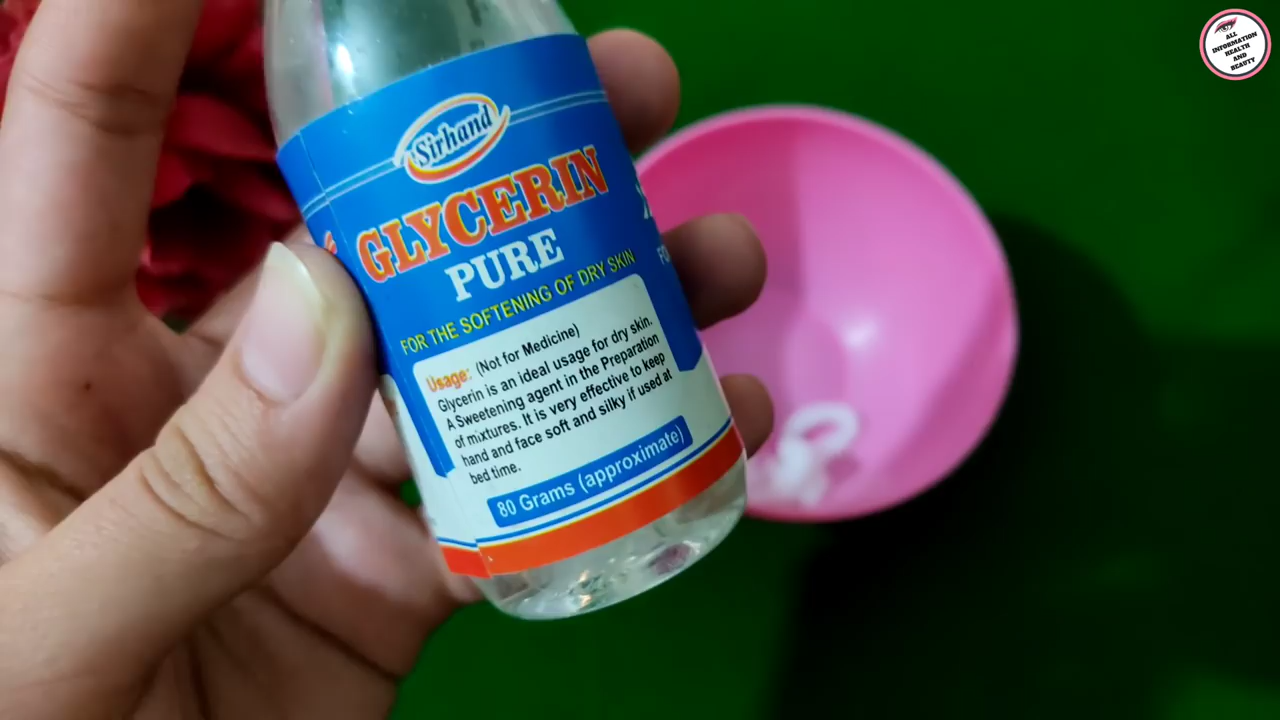 ALL
INFORMATION
HEALTH
AND
BEAUTY
Sirhand
GLYCERIN
PURE
FOR THE SOFTENING OF DRY SKIN
Usage: (Not for Medicine)
Glycerin is an ideal usage for dry skin.
A Sweetening agent in the Preparation
of mixtures. It is very effective to keep
hand and face soft and silky if used at
bed time.
80 Grams (approximate)